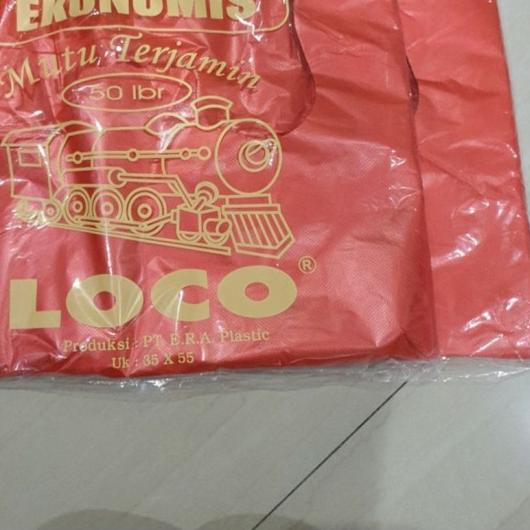 EKONOMIS
Mutu Terjamin
50 lbr
LOCO®
Produksi : PT. E.R.A. Plastic
Uk : 35 X 55